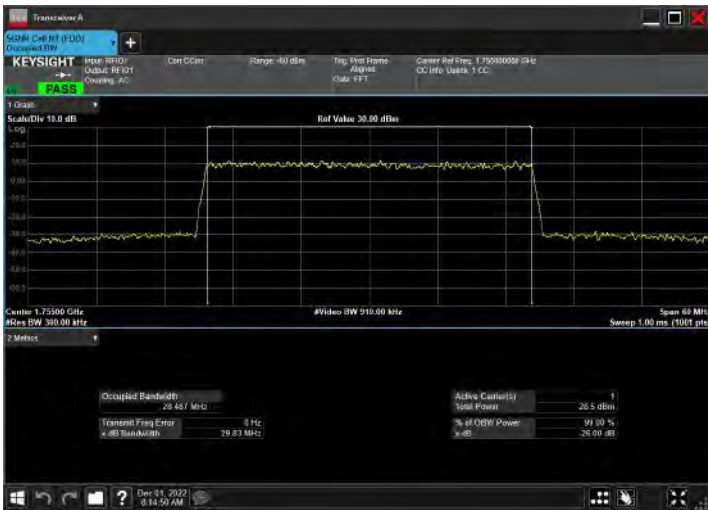 Transceiver A
5GNR Cell NT (FDD)
Occupied BW
+
KEYSIGHT
PASS
Input: RFIO1
Output: RFIO1
Coupling: AC
Corr CCorr
Range: -60 dBm
Trig: Prot Frame
Aligned
Gate: FFT
Center Ref Freq: 1.755000000 GHz
CC Info: Uplink, 1 CC
1 Graph
Scale/Div 10.0 dB
Ref Value 30.00 dBm
Log
Center 1.75500 GHz
#Video BW 910.00 kHz
Span 60 MHz
#Res BW 300.00 kHz
Sweep 1.00 ms (1001 pts
2 Metrics
Occupied Bandwidth
28.487 MHz
Transmit Freq Error 0 Hz
x dB Bandwidth 29.83 MHz
Active Carrier(s) 1
Total Power 28.5 dBm
% of OBW Power 99.00 %
x dB -26.00 dB
? Dec 01, 2022
8:14:50 AM